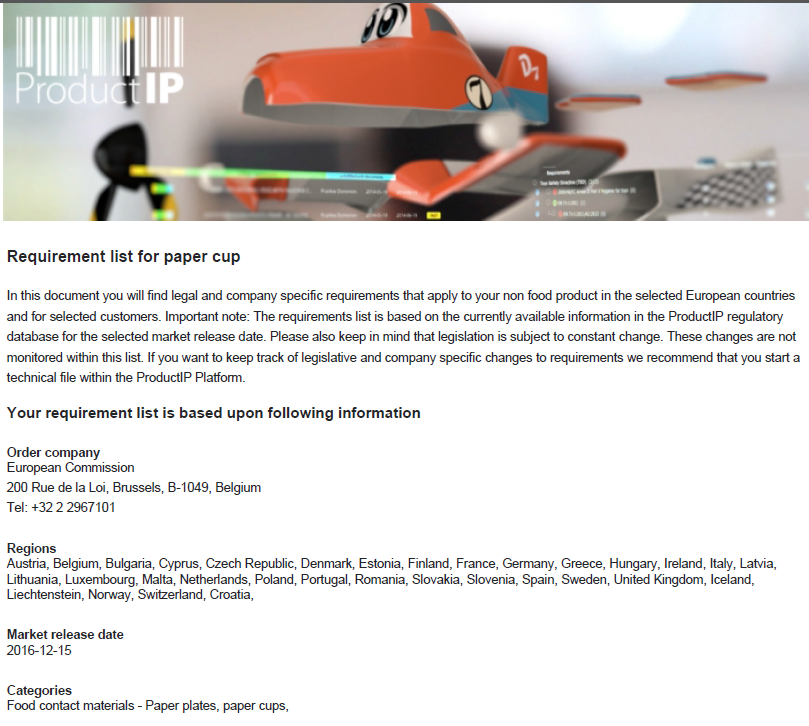 ProductIP
7
Requirement list for paper cup
In this document you will find legal and company specific requirements that apply to your non food product in the selected European countries
and for selected customers. Important note: The requirements list is based on the currently available information in the ProductIP regulatory
database for the selected market release date. Please also keep in mind that legislation is subject to constant change. These changes are not
monitored within this list. If you want to keep track of legislative and company specific changes to requirements we recommend that you start a
technical file within the ProductIP Platform.
Your requirement list is based upon following information
Order company
European Commission
200 Rue de la Loi, Brussels, B-1049, Belgium
Tel: +32 2 2967101
Regions
Austria, Belgium, Bulgaria, Cyprus, Czech Republic, Denmark, Estonia, Finland, France, Germany, Greece, Hungary, Ireland, Italy, Latvia,
Lithuania, Luxembourg, Malta, Netherlands, Poland, Portugal, Romania, Slovakia, Slovenia, Spain, Sweden, United Kingdom, Iceland,
Liechtenstein, Norway, Switzerland, Croatia,
Market release date
2016-12-15
Categories
Food contact materials - Paper plates, paper cups,